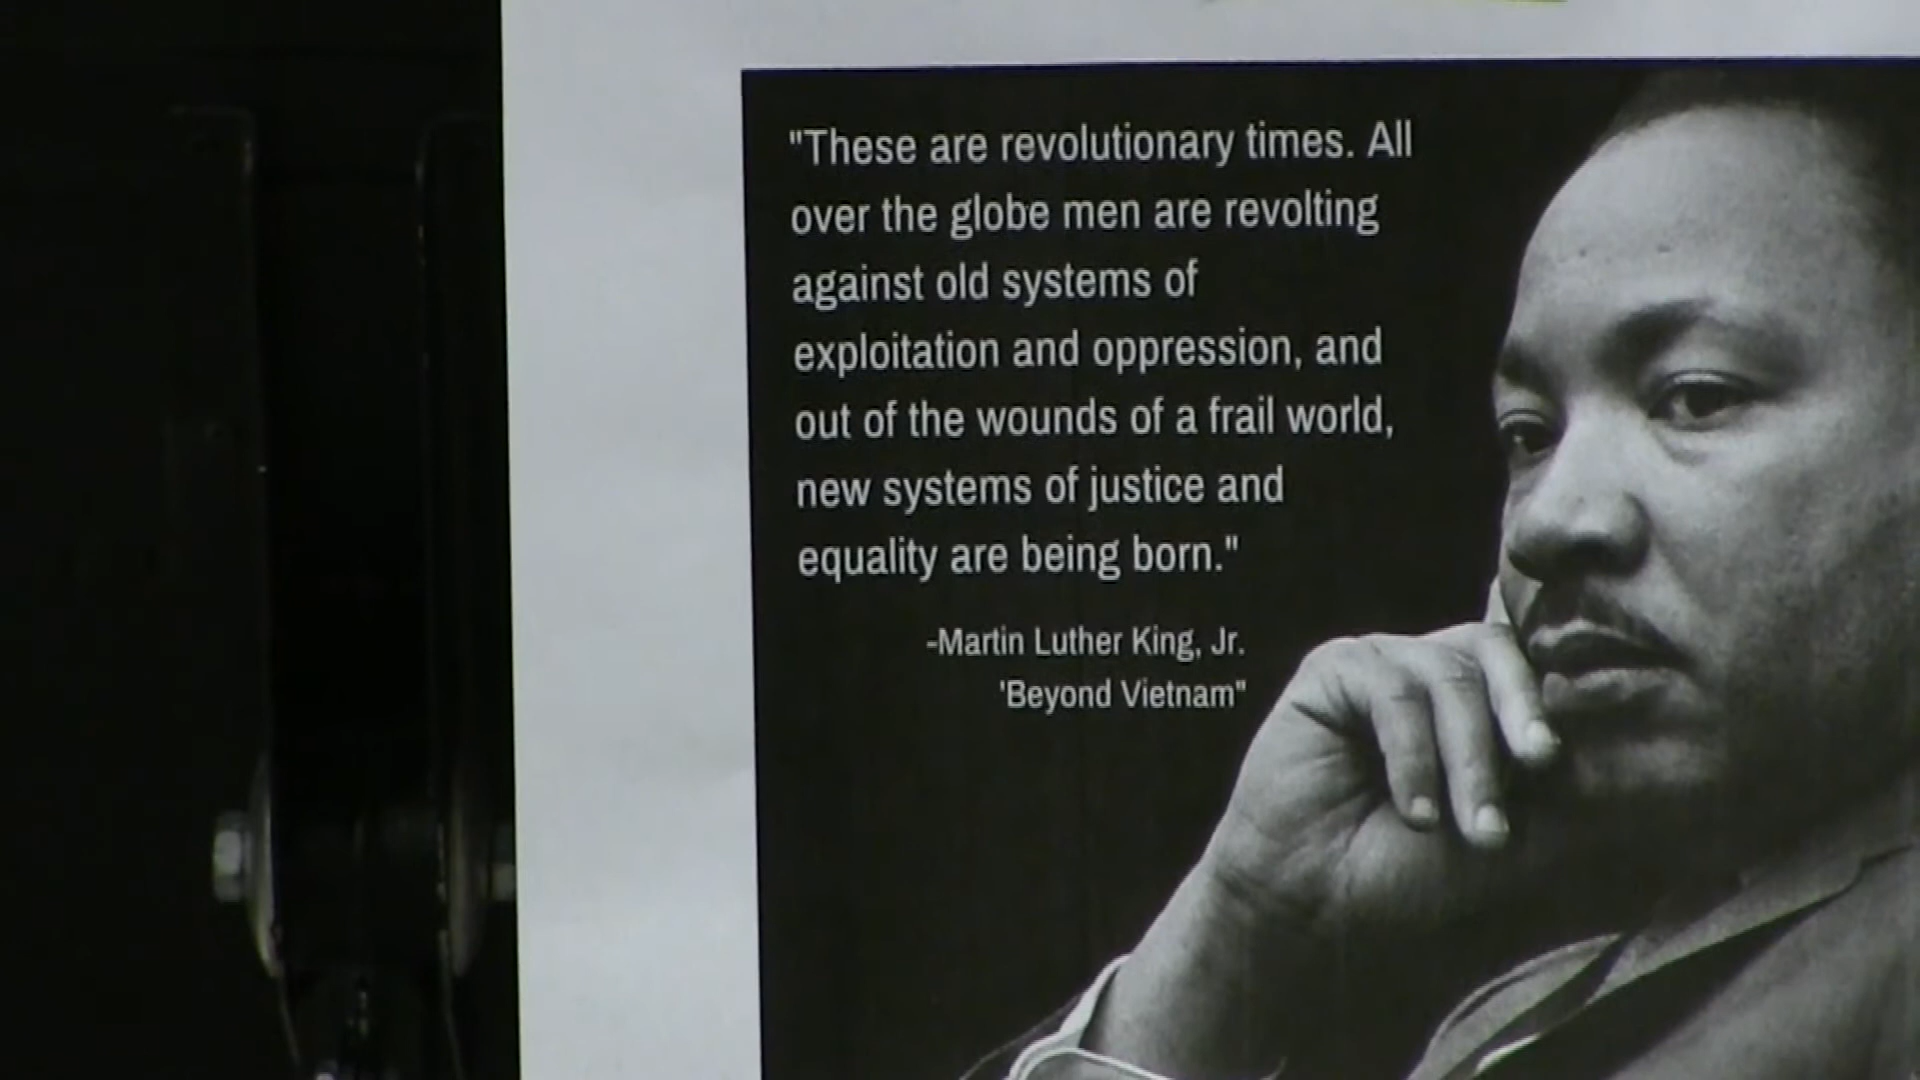 "These are revolutionary times. All
over the globe men are revolting
against old systems of
exploitation and oppression, and
out of the wounds of a frail world,
new systems of justice and
equality are being born."
-Martin Luther King, Jr.
'Beyond Vietnam"